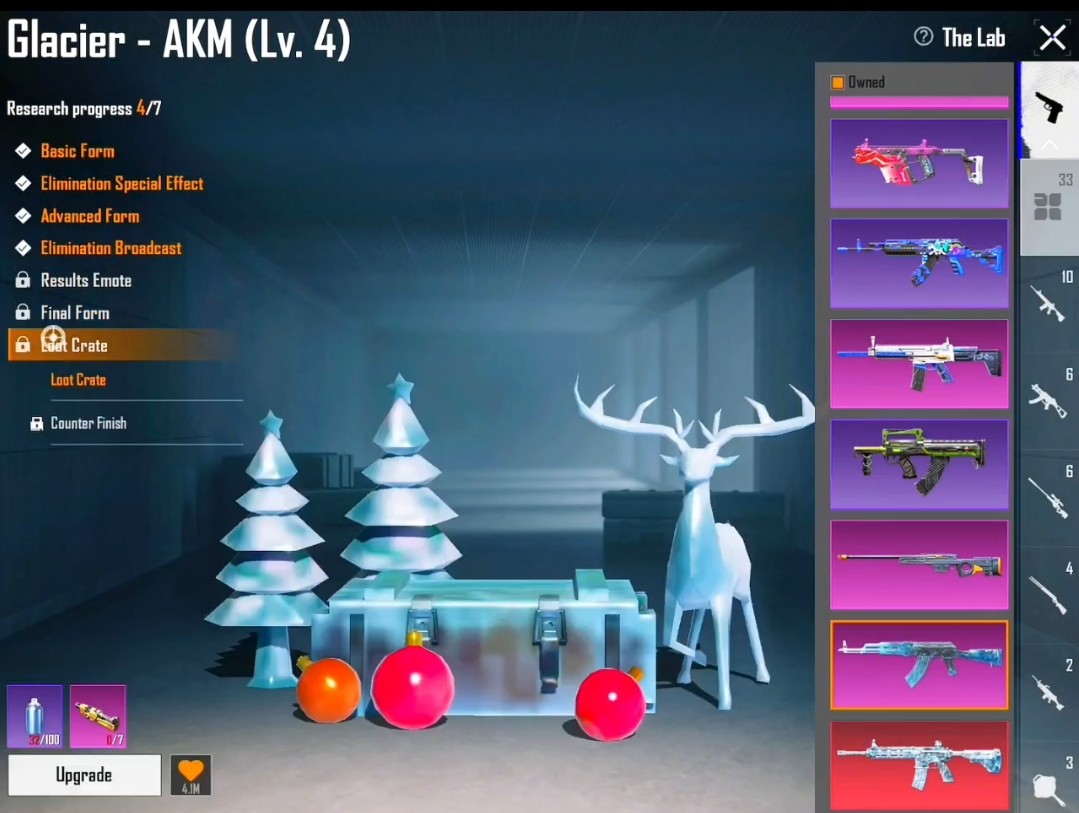 Glacier - AKM (Lv. 4)
? The Lab
Research progress 4/7
Owned
Basic Form
Elimination Special Effect
Advanced Form
Elimination Broadcast
Results Emote
Final Form
Loot Crate
Loot Crate
Counter Finish
33
10
6
6
4
2
3
32/100
0/7
Upgrade
4.1M